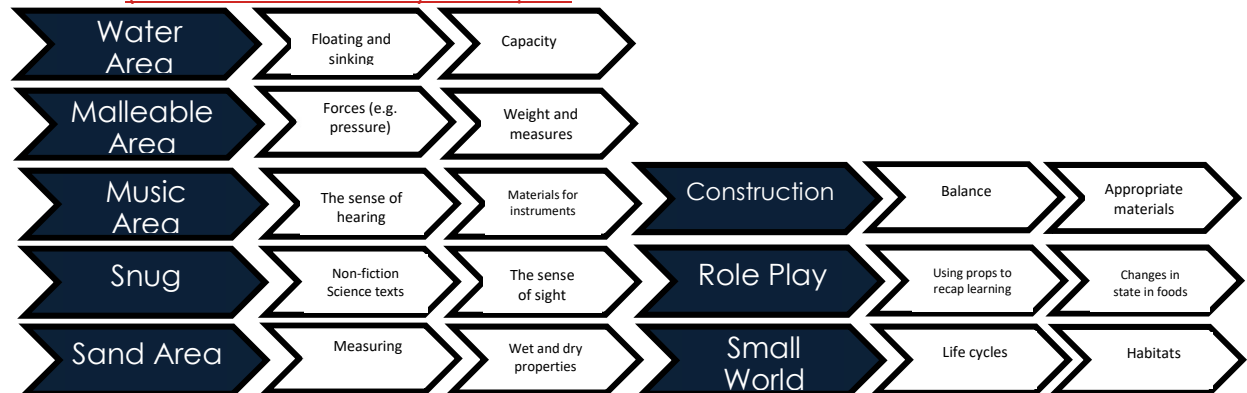 Water
Area
Floating and
sinking
Capacity
Malleable
Area
Forces (e.g.
pressure)
Weight and
measures
Music
Area
The sense of
hearing
Materials for
instruments
Construction
Balance
Appropriate
materials
Snug
Non-fiction
Science texts
The sense
of sight
Role Play
Using props to
recap learning
Changes in
state in foods
Sand Area
Measuring
Wet and dry
properties
Small
World
Life cycles
Habitats